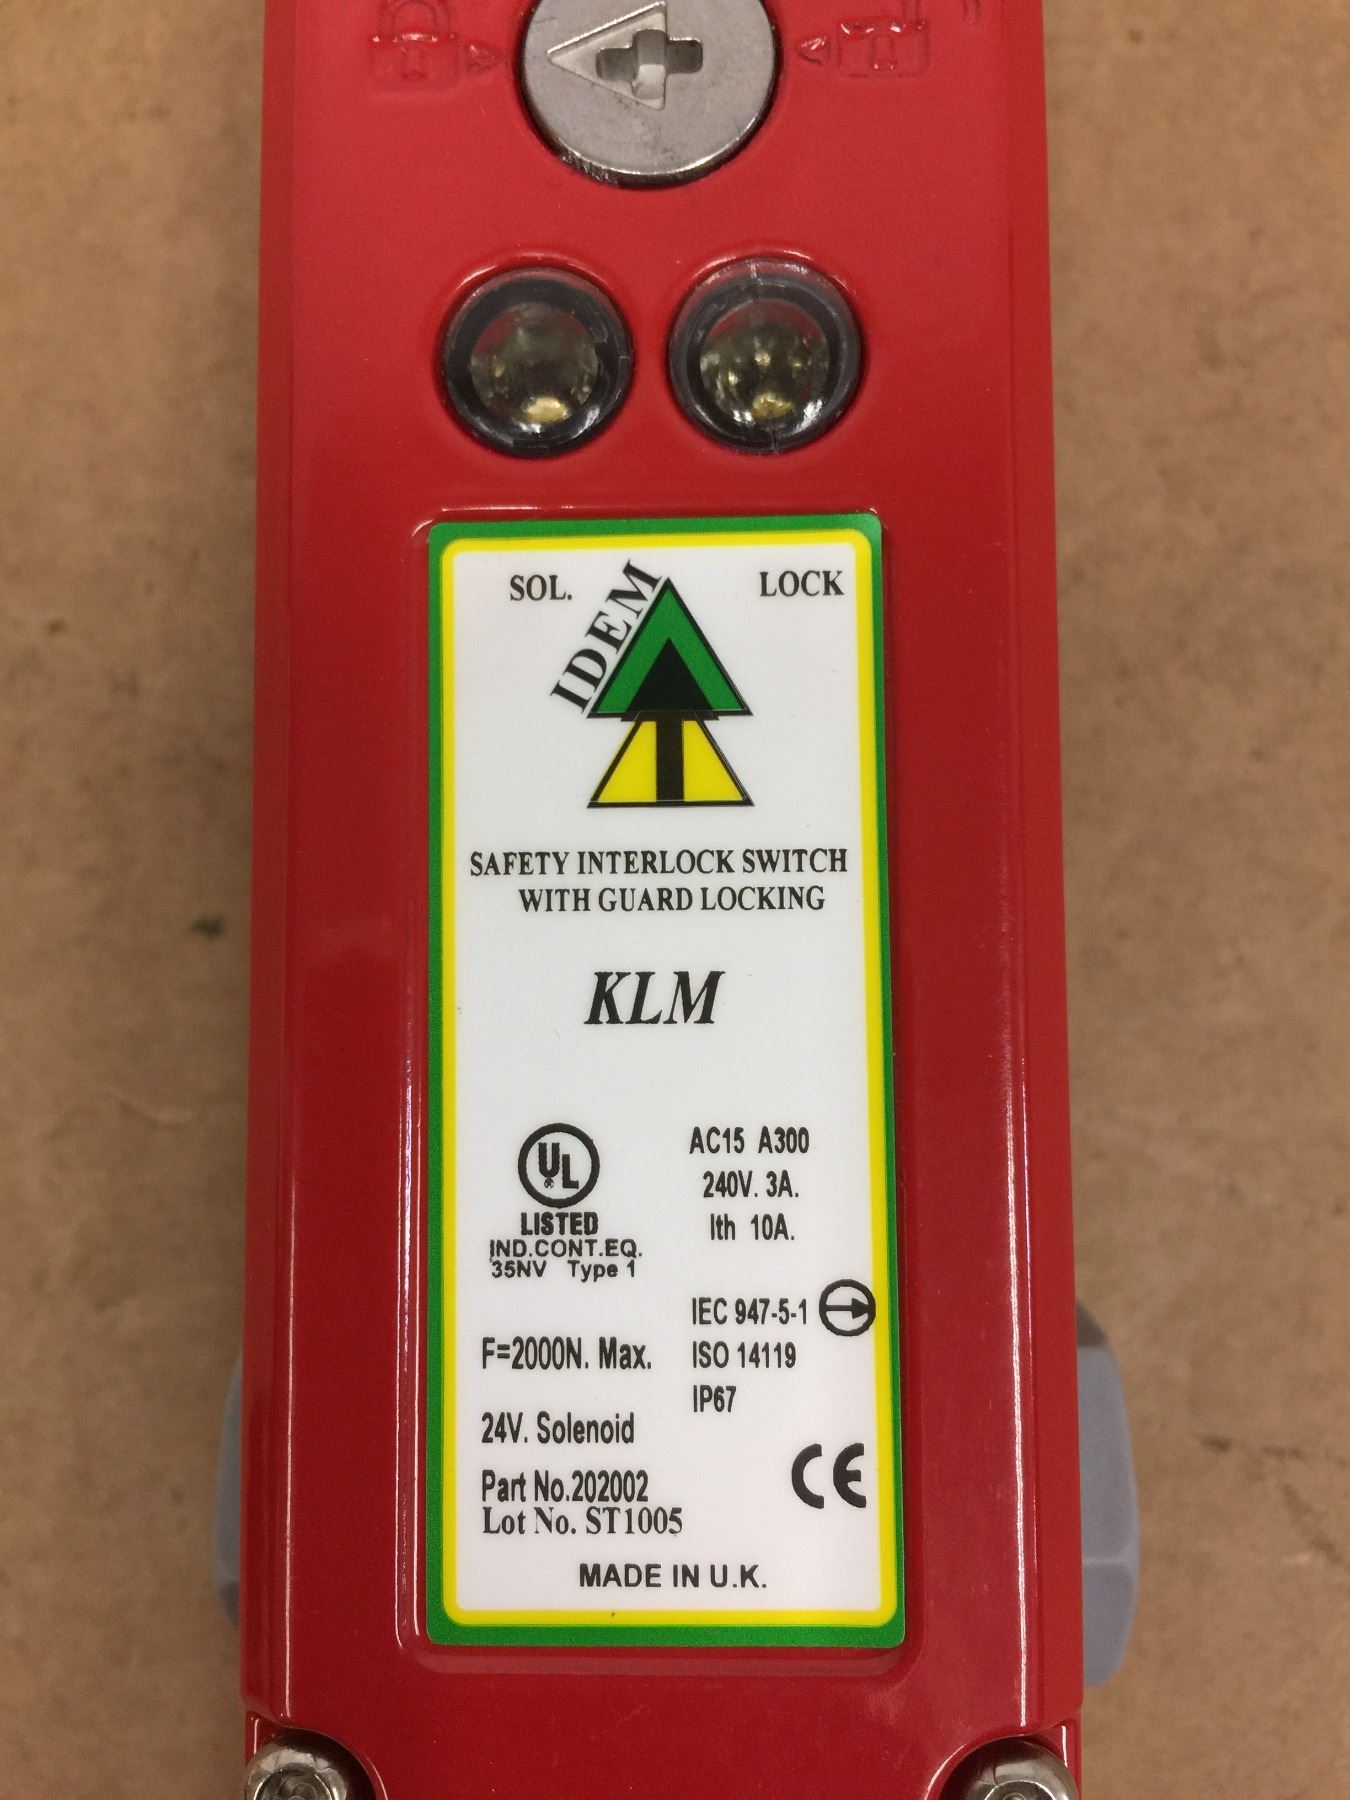 SOL. LOCK
IDEM
SAFETY INTERLOCK SWITCH
WITH GUARD LOCKING
KLM
UL
LISTED
IND.CONT.EQ.
35NV Type 1
AC15 A300
240V. 3A.
Ith 10A.
IEC 947-5-1
ISO 14119
IP67
F=2000N. Max.
24V. Solenoid
Part No.202002
Lot No. ST1005
CE
MADE IN U.K.